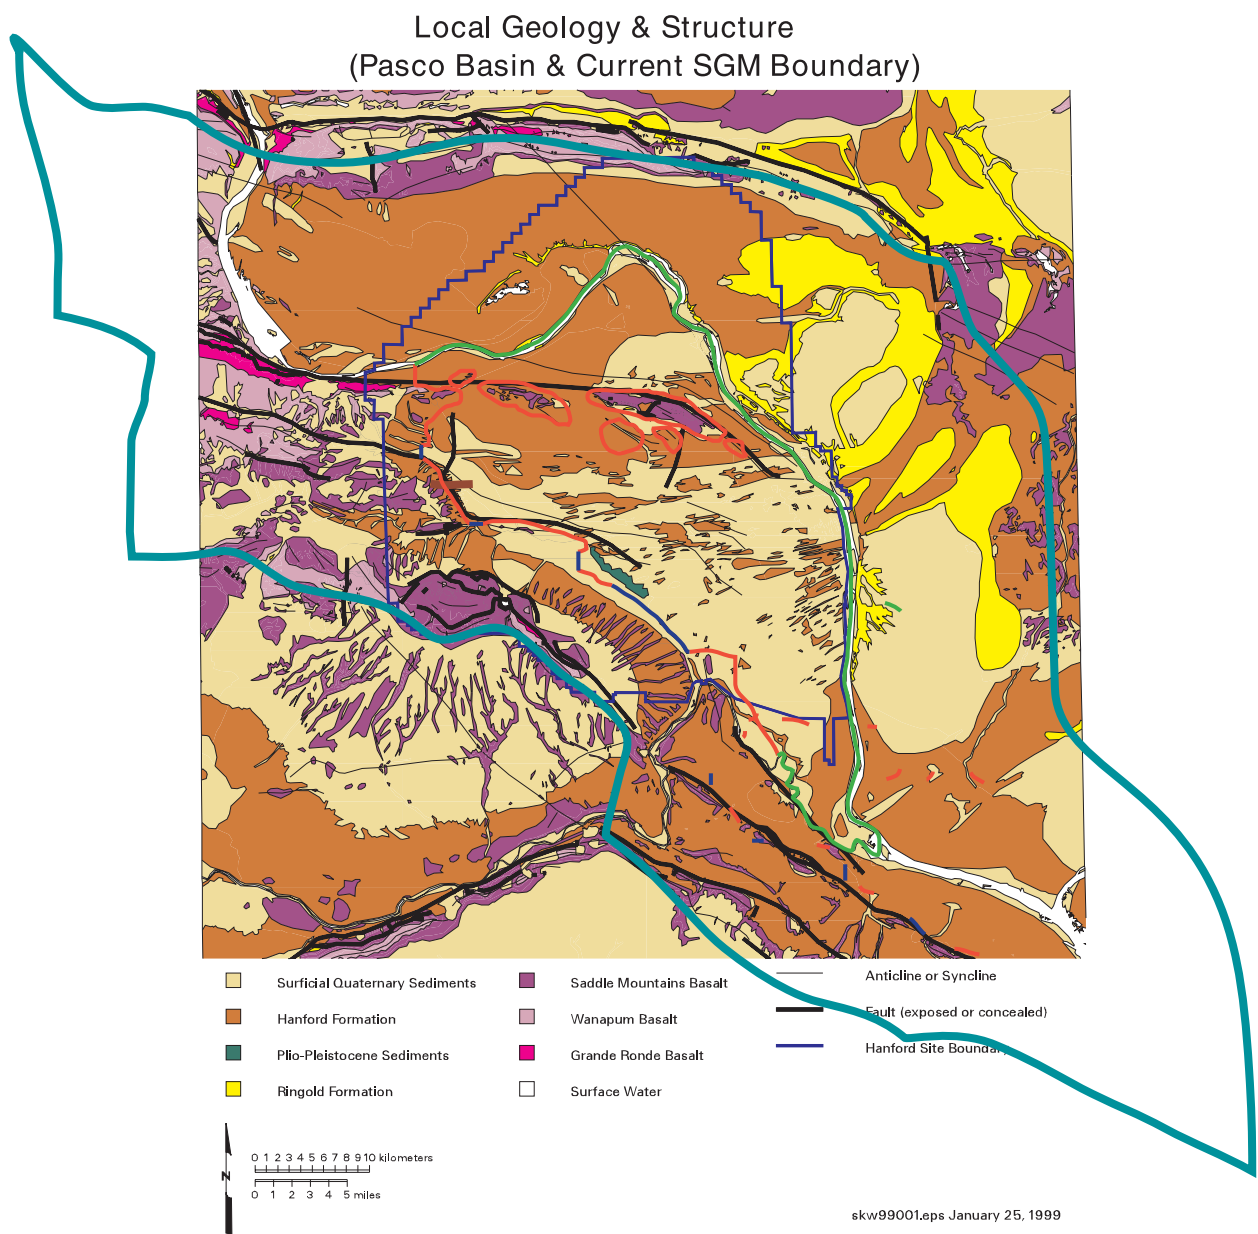 Local Geology & Structure
(Pasco Basin & Current SGM Boundary)
Surficial Quaternary Sediments
Hanford Formation
Plio-Pleistocene Sediments
Ringold Formation
Saddle Mountains Basalt
Wanapum Basalt
Grande Ronde Basalt
Surface Water
Anticline or Syncline
Fault (exposed or concealed)
Hanford Site Boundary
N
0 1 2 3 4 5 6 7 8 9 10 kilometers
0 1 2 3 4 5 miles
skw99001.eps January 25, 1999